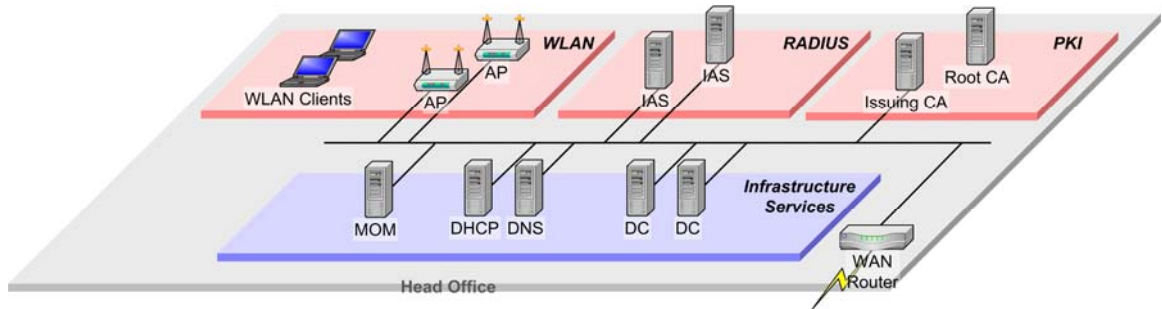 WLAN
AP
AP
WLAN Clients
RADIUS
IAS
IAS
PKI
Root CA
Issuing CA
Infrastructure
Services
MOM
DHCP
DNS
DC
DC
WAN
Router
Head Office